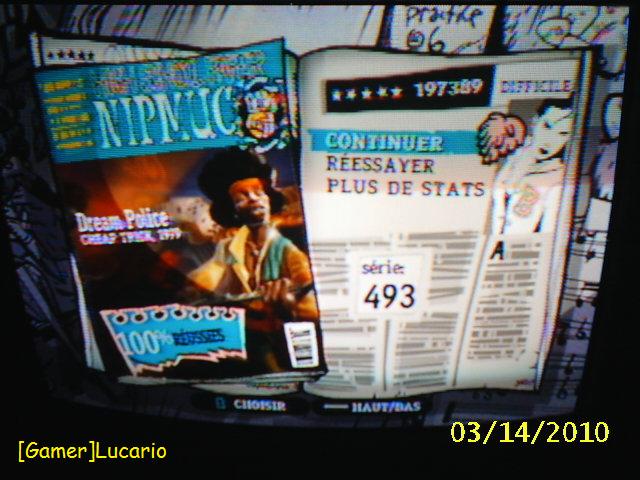 NIPMUC
Dream Police
CHEAP TRICK, 1979
100% RÉUSSIES
197389 DIFFICILE
CONTINUER
RÉESSAYER
PLUS DE STATS
série:
493
CHOISIR
HAUT/BAS
[Gamer]Lucario
03/14/2010